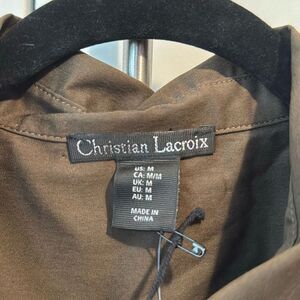 Christian Lacroix
US: M
CA: M/M
UK: M
EU: M
AU: M
MADE IN
CHINA